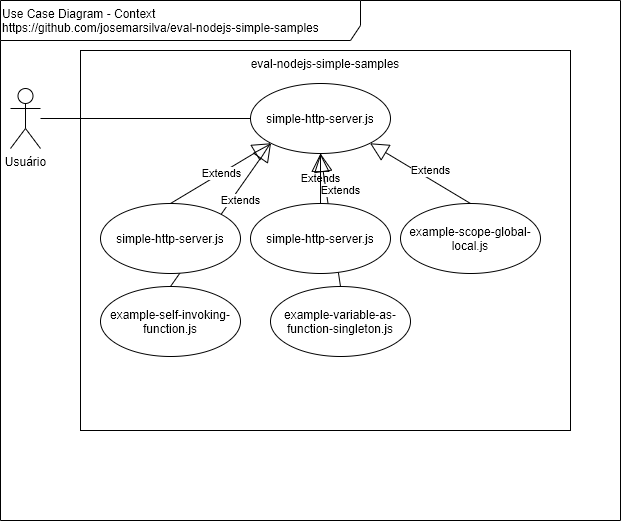 Use Case Diagram - Context
https://github.com/josemarsilva/eval-nodejs-simple-samples
eval-nodejs-simple-samples
simple-http-server.js
Usuário
Extends
Extends
Extends
Extends
Extends
simple-http-server.js
simple-http-server.js
example-scope-global-
local.js
example-self-invoking-
function.js
example-variable-as-
function-singleton.js